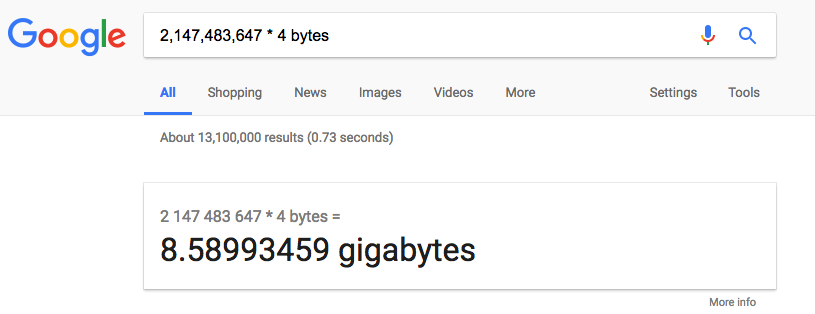 Google 2,147,483,647 * 4 bytes
All Shopping News Images Videos More Settings Tools
About 13,100,000 results (0.73 seconds)
2 147 483 647 * 4 bytes =
8.58993459 gigabytes
More info